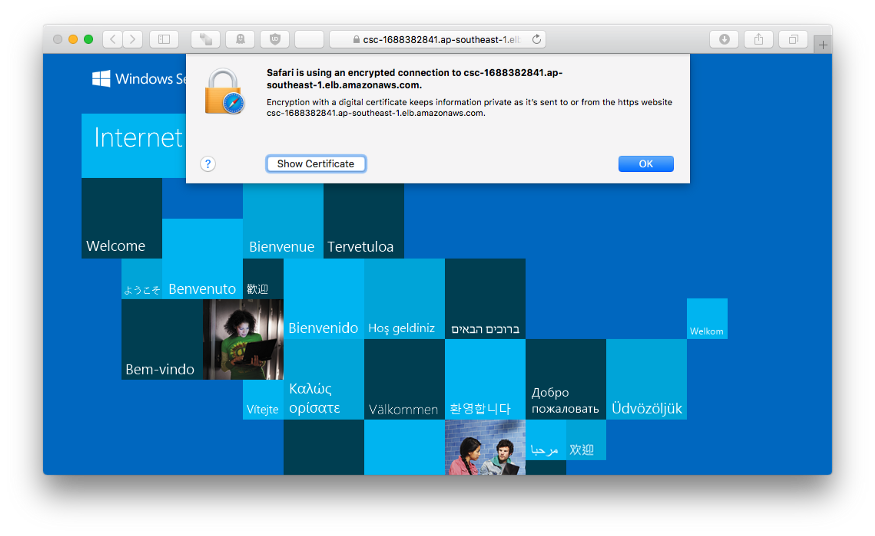 csc-1688382841.ap-southeast-1.elb
Windows Se
Safari is using an encrypted connection to csc-1688382841.ap-
southeast-1.elb.amazonaws.com.
Encryption with a digital certificate keeps information private as it's sent to or from the https website
csc-1688382841.ap-southeast-1.elb.amazonaws.com.
?
Show Certificate
OK
Internet
Welcome
Bienvenue
Tervetuloa
ようこそ
Benvenuto
歡迎
Bienvenido
Hoş geldiniz
ברוכים הבאים
Welkom
Bem-vindo
Vítejte
Καλώς
ορίσατε
Välkommen
환영합니다
Добро
пожаловать
Üdvözöljük
مرحبا
欢迎